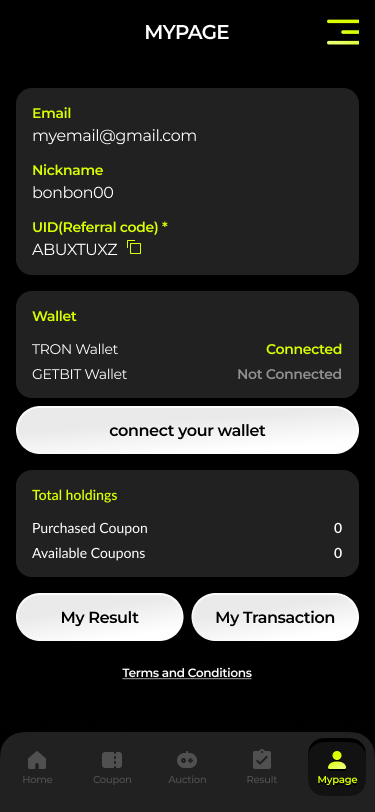 MYPAGE
Email
myemail@gmail.com
Nickname
bonbon00
UID(Referral code) *
ABUXTUXZ
Wallet
TRON Wallet Connected
GETBIT Wallet Not Connected
connect your wallet
Total holdings
Purchased Coupon 0
Available Coupons 0
My Result My Transaction
Terms and Conditions
Home Coupon Auction Result Mypage